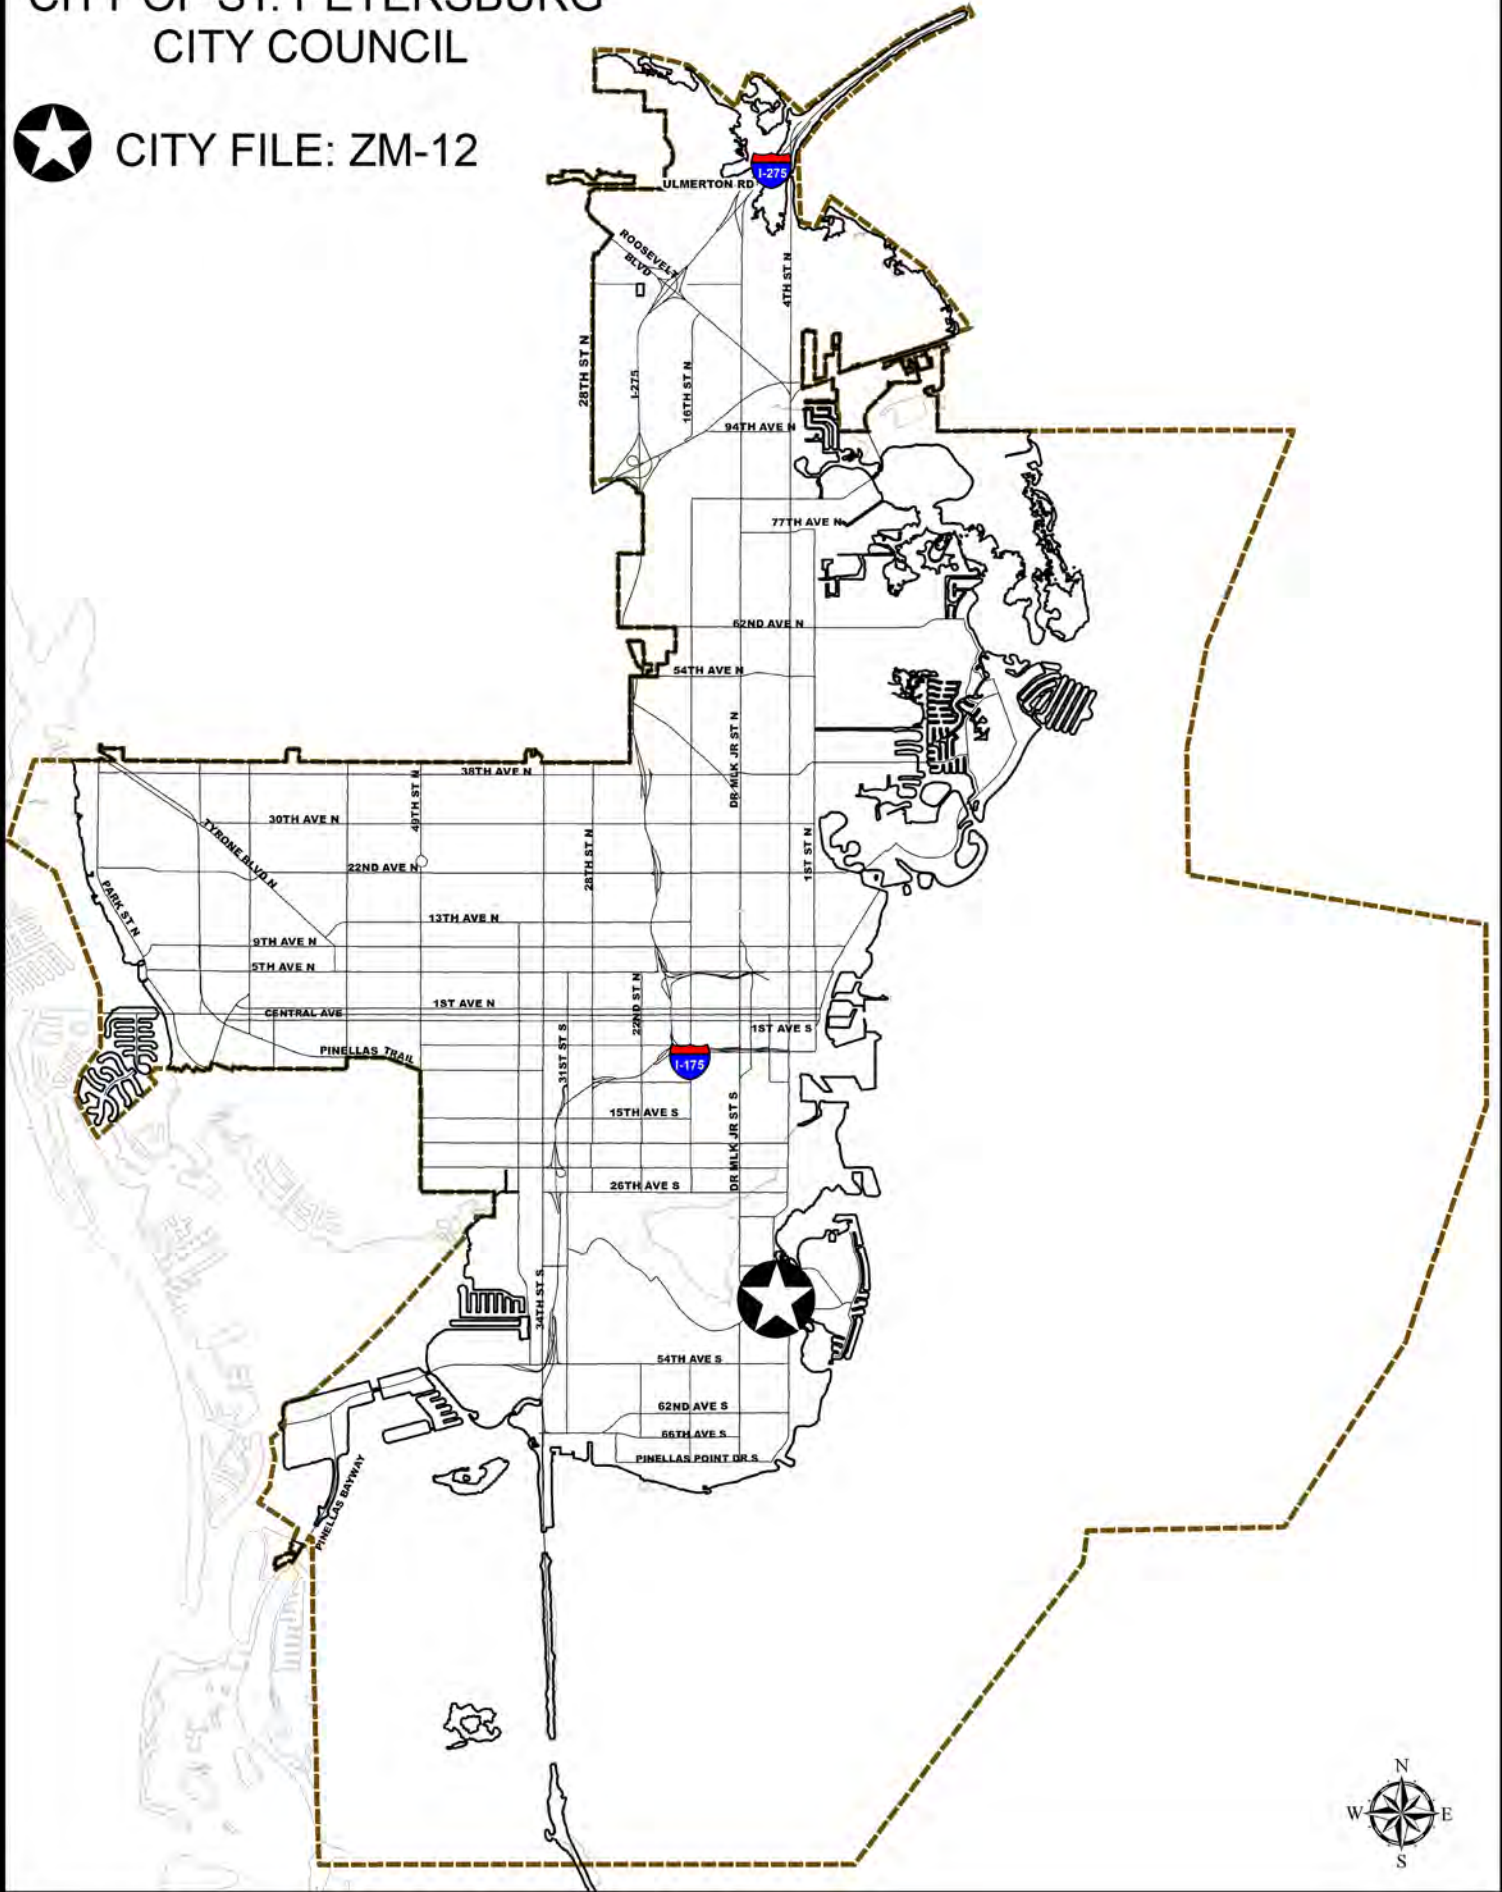 CITY OF ST. PETERSBURG
CITY COUNCIL
CITY FILE: ZM-12
I-275
ULMERTON RD
ROOSEVELT
BLVD
4TH ST N
28TH ST N
I-275
16TH ST N
94TH AVE N
77TH AVE N
62ND AVE N
54TH AVE N
DR MLK JR ST N
38TH AVE N
49TH ST N
30TH AVE N
TYRONE BLVD N
28TH ST N
1ST ST N
22ND AVE N
PARK ST N
13TH AVE N
9TH AVE N
5TH AVE N
22ND ST N
1ST AVE N
CENTRAL AVE
1ST AVE S
31ST ST S
PINELLAS TRAIL
I-175
15TH AVE S
DR MLK JR ST S
26TH AVE S
34TH ST S
54TH AVE S
62ND AVE S
66TH AVE S
PINELLAS POINT DR S
PINELLAS BAYWAY
N
W E
S